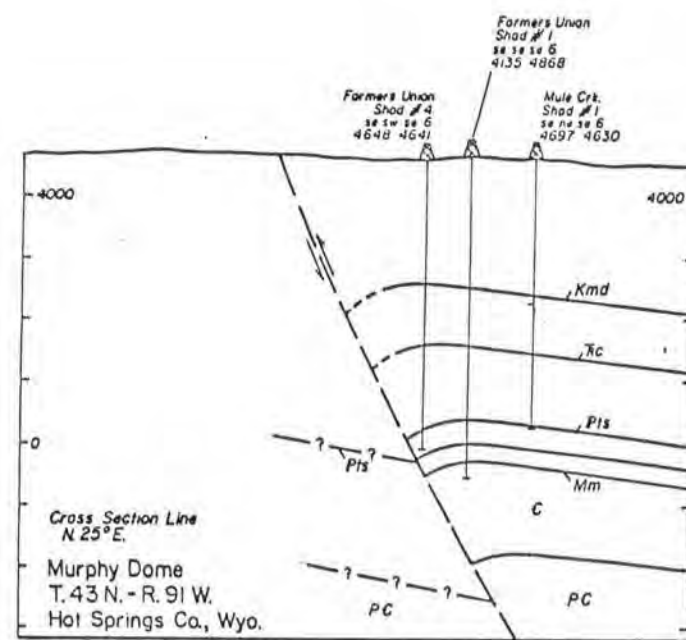 Farmers Union
Shad # 1
se se se 6
4135 4868
Farmers Union
Shad # 4
se sw se 6
4648 4641
Mule Crk.
Shad # 1
se ne se 6
4697 4630
4000
4000
Kmd
Ꞓc
Pts
0
? Pts ?
Mm
C
Cross Section Line
N. 25° E.
Murphy Dome
T. 43 N. - R. 91 W.
Hot Springs Co., Wyo.
? ? ?
PC
PC